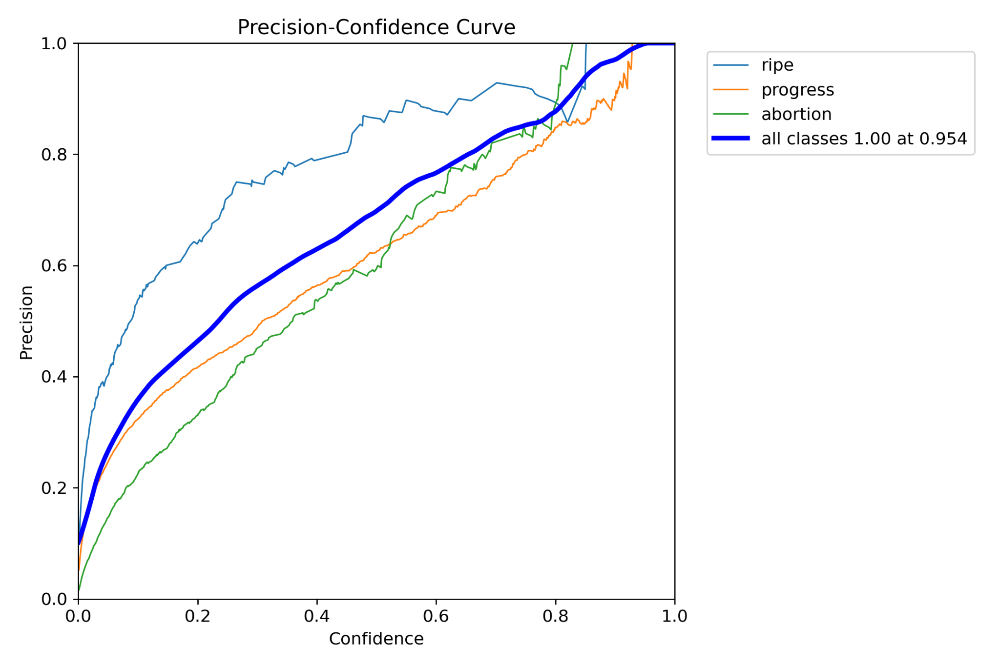 Precision-Confidence Curve
1.0
0.8
0.6
0.4
0.2
0.0
Precision
0.0 0.2 0.4 0.6 0.8 1.0
Confidence
ripe
progress
abortion
all classes 1.00 at 0.954